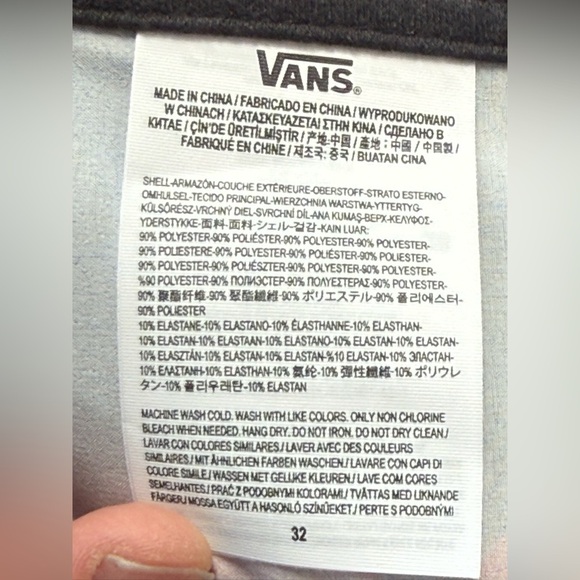 VANS®
MADE IN CHINA / FABRICADO EN CHINA / WYPRODUKOWANO
W CHINACH / ΚΑΤΑΣΚΕΥΑΖΕΤΑΙ ΣΤΗΝ ΚΙΝΑ / СДЕЛАНО В
КИТАЕ / ÇİN'DE ÜRETİLMİŞTİR / 产地:中国 / 產地:中國 / 中国製 /
FABRIQUÉ EN CHINE / 제조국: 중국 / BUATAN CINA
SHELL-ARMAZÓN-COUCHE EXTÉRIEURE-OBERSTOFF-STRATO ESTERNO-
OMHULSEL-TECIDO PRINCIPAL-WIERZCHNIA WARSTWA-YTTERTYG-
KÜLSŐRÉSZ-VRCHNÝ DIEL-SVRCHNÍ DÍL-ANA KUMAŞ-ВЕРХ-ΚΕΛΥΦΟΣ-
YDERSTYKKE-面料-面料-シェル-겉감-KAIN LUAR:
90% POLYESTER-90% POLIÉSTER-90% POLYESTER-90% POLYESTER-
90% POLIESTERE-90% POLYESTER-90% POLIÉSTER-90% POLIESTER-
90% POLYESTER-90% POLIÉSZTER-90% POLYESTER-90% POLYESTER-
%90 POLYESTER-90% ПОЛИЭСТЕР-90% ΠΟΛΥΕΣΤΕΡΑΣ-90% POLYESTER-
90% 聚酯纤维-90% 聚酯纖維-90% ポリエステル-90% 폴리에스터-
90% POLIESTER
10% ELASTANE-10% ELASTANO-10% ÉLASTHANNE-10% ELASTHAN-
10% ELASTAN-10% ELASTAAN-10% ELASTANO-10% ELASTAN-10% ELASTAN-
10% ELASZTÁN-10% ELASTAN-10% ELASTAN-%10 ELASTAN-10% ЭЛАСТАН-
10% ΕΛΑΣΤΑΝΗ-10% ELASTHAN-10% 氨纶-10% 彈性纖維-10% ポリウレ
タン-10% 폴리우레탄-10% ELASTAN
MACHINE WASH COLD. WASH WITH LIKE COLORS. ONLY NON CHLORINE
BLEACH WHEN NEEDED. HANG DRY. DO NOT IRON. DO NOT DRY CLEAN./
LAVAR CON COLORES SIMILARES./ LAVER AVEC DES COULEURS
SIMILAIRES./ MIT ÄHNLICHEN FARBEN WASCHEN./ LAVARE CON CAPI DI
COLORE SIMILE./ WASSEN MET GELIJKE KLEUREN./ LAVE COM CORES
SEMELHANTES./ PRAĆ Z PODOBNYMI KOLORAMI./ TVÄTTAS MED LIKNANDE
FÄRGER./ MOSSA EGYÜTT A HASONLÓ SZÍNŰEKET./ PERTE S PODOBNÝMI
32